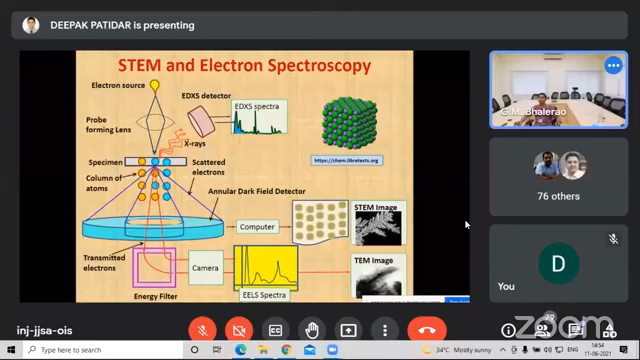 DEEPAK PATIDAR is presenting
STEM and Electron Spectroscopy
Electron source
EDXS detector
EDXS spectra
Probe
forming Lens
X-rays
https://chem.libretexts.org
Specimen
Scattered
electrons
Column of
atoms
Annular Dark Field Detector
Computer
STEM Image
Transmitted
electrons
Camera
TEM Image
Energy Filter
EELS Spectra
G.M. Bhalerao
76 others
D
You
inj-jjsa-ois
zoom
Type here to search
34°C Mostly sunny
ENG
14:54
11-06-2021